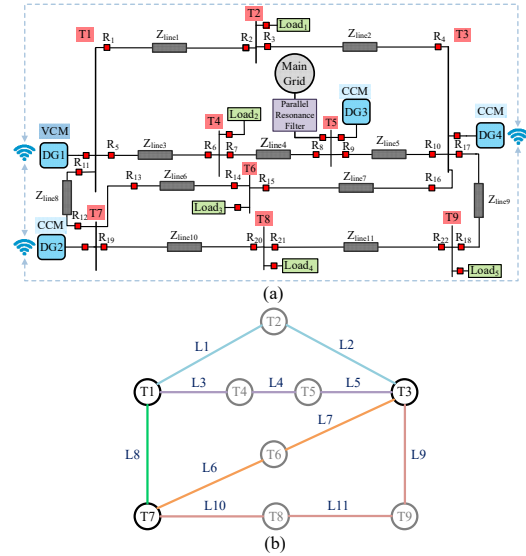 T2
Load1
T1
R1
Zline1
R2
R3
Zline2
R4
T3
Main
Grid
Parallel
Resonance
Filter
CCM
DG3
VCM
T4
Load2
T5
CCM
DG1
R5
Zline3
R6
R7
Zline4
R8
R9
Zline5
R10
R17
DG4
R11
R13
Zline6
R14
T6
R15
Zline7
R16
Zline8
R12
T7
Load3
T8
T9
Zline9
CCM
DG2
R19
Zline10
R20
R21
Zline11
R22
R18
Load4
Load5
(a)
T2
L1
L2
T1
L3
T4
L4
T5
L5
T3
L8
L7
T6
L9
L6
T7
L10
T8
L11
T9
(b)